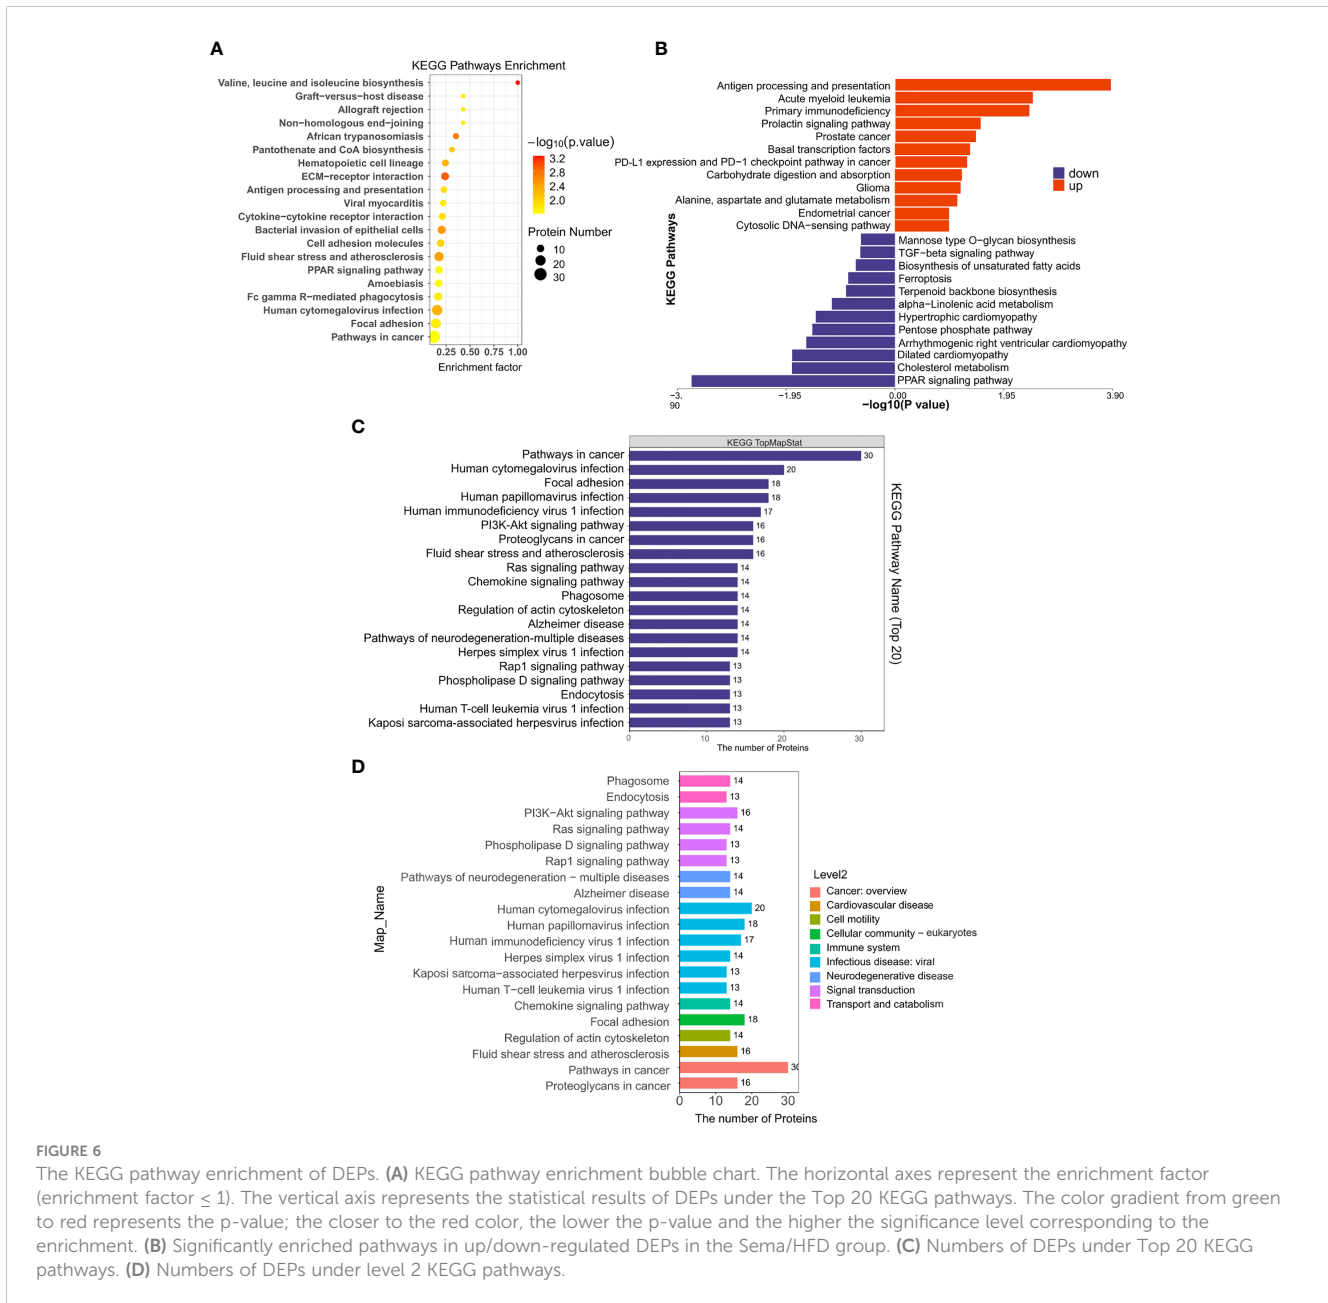 A
KEGG Pathways Enrichment
Valine, leucine and isoleucine biosynthesis
Graft−versus−host disease
Allograft rejection
Non−homologous end−joining
African trypanosomiasis
Pantothenate and CoA biosynthesis
Hematopoietic cell lineage
ECM−receptor interaction
Antigen processing and presentation
Viral myocarditis
Cytokine−cytokine receptor interaction
Bacterial invasion of epithelial cells
Cell adhesion molecules
Fluid shear stress and atherosclerosis
PPAR signaling pathway
Amoebiasis
Fc gamma R−mediated phagocytosis
Human cytomegalovirus infection
Focal adhesion
Pathways in cancer
0.25 0.50 0.75 1.00
Enrichment factor
−log10(p.value)
3.2
2.8
2.4
2.0
Protein Number
10
20
30
B
KEGG Pathways
Antigen processing and presentation
Acute myeloid leukemia
Primary immunodeficiency
Prolactin signaling pathway
Prostate cancer
Basal transcription factors
PD-L1 expression and PD-1 checkpoint pathway in cancer
Carbohydrate digestion and absorption
Glioma
Alanine, aspartate and glutamate metabolism
Endometrial cancer
Cytosolic DNA-sensing pathway
Mannose type O-glycan biosynthesis
TGF-beta signaling pathway
Biosynthesis of unsaturated fatty acids
Ferroptosis
Terpenoid backbone biosynthesis
alpha-Linolenic acid metabolism
Hypertrophic cardiomyopathy
Pentose phosphate pathway
Arrhythmogenic right ventricular cardiomyopathy
Dilated cardiomyopathy
Cholesterol metabolism
PPAR signaling pathway
down
up
−3.
90
−1.95 0.00 1.95 3.90
−log10(P value)
C
KEGG TopMapStat
Pathways in cancer 30
Human cytomegalovirus infection 20
Focal adhesion 18
Human papillomavirus infection 18
Human immunodeficiency virus 1 infection 17
PI3K-Akt signaling pathway 16
Proteoglycans in cancer 16
Fluid shear stress and atherosclerosis 16
Ras signaling pathway 14
Chemokine signaling pathway 14
Phagosome 14
Regulation of actin cytoskeleton 14
Alzheimer disease 14
Pathways of neurodegeneration-multiple diseases 14
Herpes simplex virus 1 infection 14
Rap1 signaling pathway 13
Phospholipase D signaling pathway 13
Endocytosis 13
Human T-cell leukemia virus 1 infection 13
Kaposi sarcoma-associated herpesvirus infection 13
0 10 20 30
The number of Proteins
KEGG Pathway Name (Top 20)
D
Map_Name
Phagosome 14
Endocytosis 13
PI3K−Akt signaling pathway 16
Ras signaling pathway 14
Phospholipase D signaling pathway 13
Rap1 signaling pathway 13
Pathways of neurodegeneration − multiple diseases 14
Alzheimer disease 14
Human cytomegalovirus infection 20
Human papillomavirus infection 18
Human immunodeficiency virus 1 infection 17
Herpes simplex virus 1 infection 14
Kaposi sarcoma−associated herpesvirus infection 13
Human T−cell leukemia virus 1 infection 13
Chemokine signaling pathway 14
Focal adhesion 18
Regulation of actin cytoskeleton 14
Fluid shear stress and atherosclerosis 16
Pathways in cancer 30
Proteoglycans in cancer 16
0 10 20 30
The number of Proteins
Level2
Cancer: overview
Cardiovascular disease
Cell motility
Cellular community − eukaryotes
Immune system
Infectious disease: viral
Neurodegenerative disease
Signal transduction
Transport and catabolism
FIGURE 6
The KEGG pathway enrichment of DEPs. (A) KEGG pathway enrichment bubble chart. The horizontal axes represent the enrichment factor
(enrichment factor ≤ 1). The vertical axis represents the statistical results of DEPs under the Top 20 KEGG pathways. The color gradient from green
to red represents the p-value; the closer to the red color, the lower the p-value and the higher the significance level corresponding to the
enrichment. (B) Significantly enriched pathways in up/down-regulated DEPs in the Sema/HFD group. (C) Numbers of DEPs under Top 20 KEGG
pathways. (D) Numbers of DEPs under level 2 KEGG pathways.